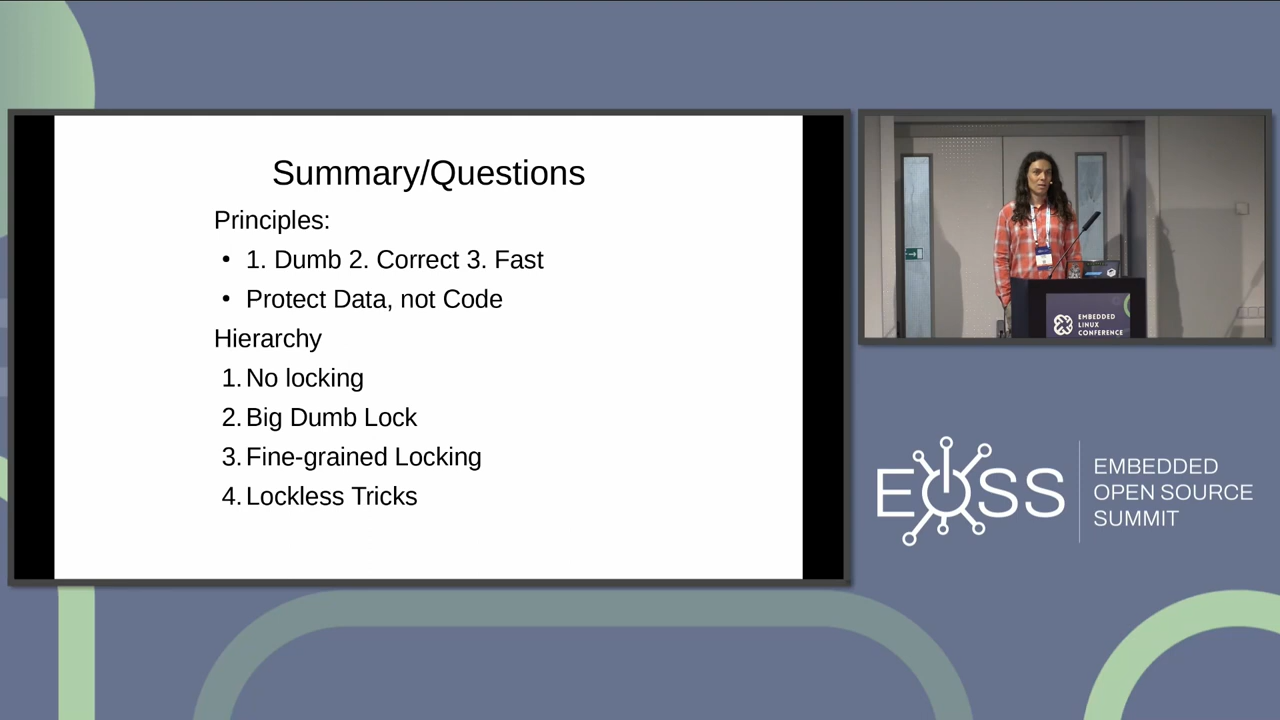 Summary/Questions
Principles:
• 1. Dumb 2. Correct 3. Fast
• Protect Data, not Code
Hierarchy
1. No locking
2. Big Dumb Lock
3. Fine-grained Locking
4. Lockless Tricks
EMBEDDED
LINUX
CONFERENCE
EOSS
EMBEDDED
OPEN SOURCE
SUMMIT